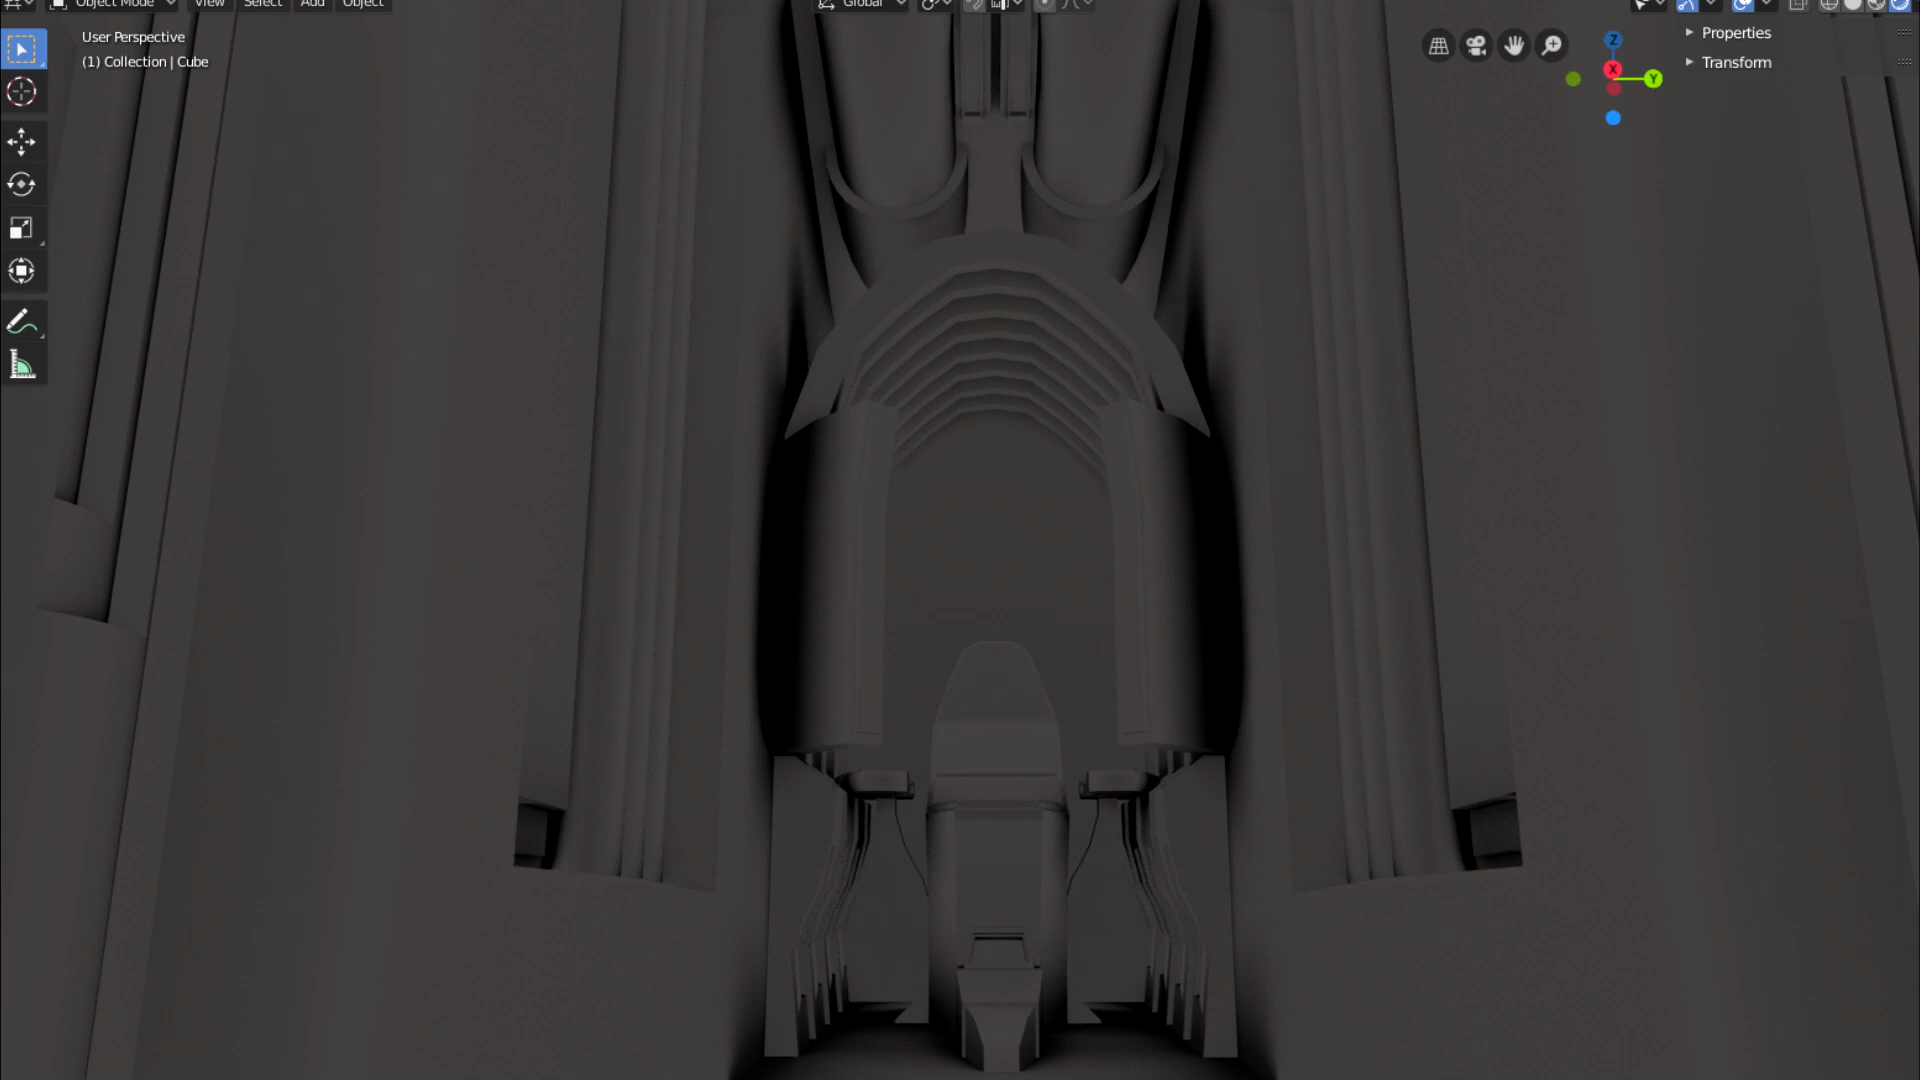 Object Mode View Select Add Object Global
User Perspective
(1) Collection | Cube
Properties
Transform
Z
X
Y